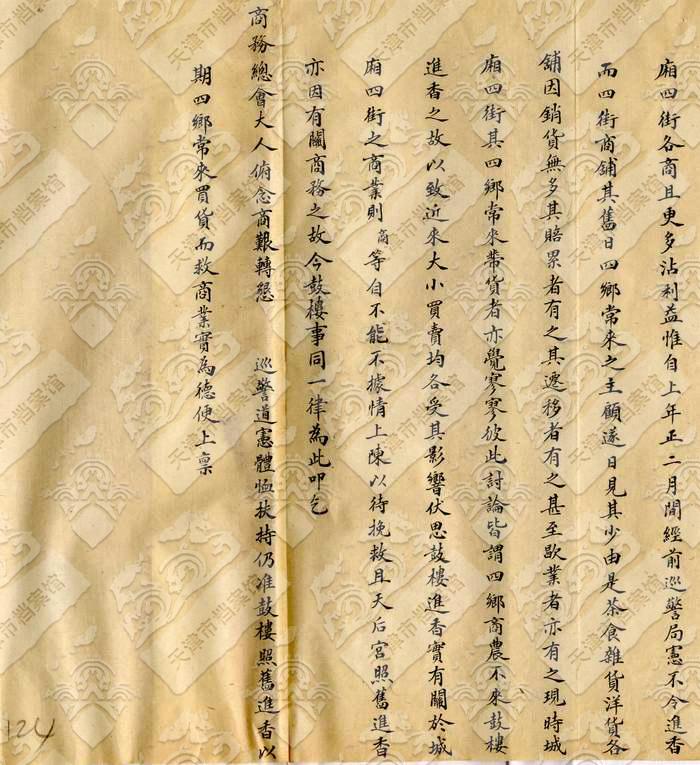 廂四街各商且更多沾利益惟自上年正二月間經前巡警局憲不令進香
而四街商鋪其舊日四鄉常來之主顧遂日見其少由是茶食雜貨洋貨各
鋪因銷貨無多其賠累者有之其遷移者有之甚至歇業者亦有之現時城
廂四街其四鄉常來帶貨者亦覺寥寥彼此討論皆謂四鄉商農不來鼓樓
進香之故以致近來大小買賣均各受其影響伏思鼓樓進香實有關於城
廂四街之商業則商等自不能不據情上陳以待挽救且天后宮照舊進香
亦因有關商務之故今鼓樓事同一律為此叩乞
商務總會大人俯念商艱轉懇 巡警道憲體恤扶持仍准鼓樓照舊進香以
期四鄉常來買貨而救商業實為德便上稟
124
天津市档案馆